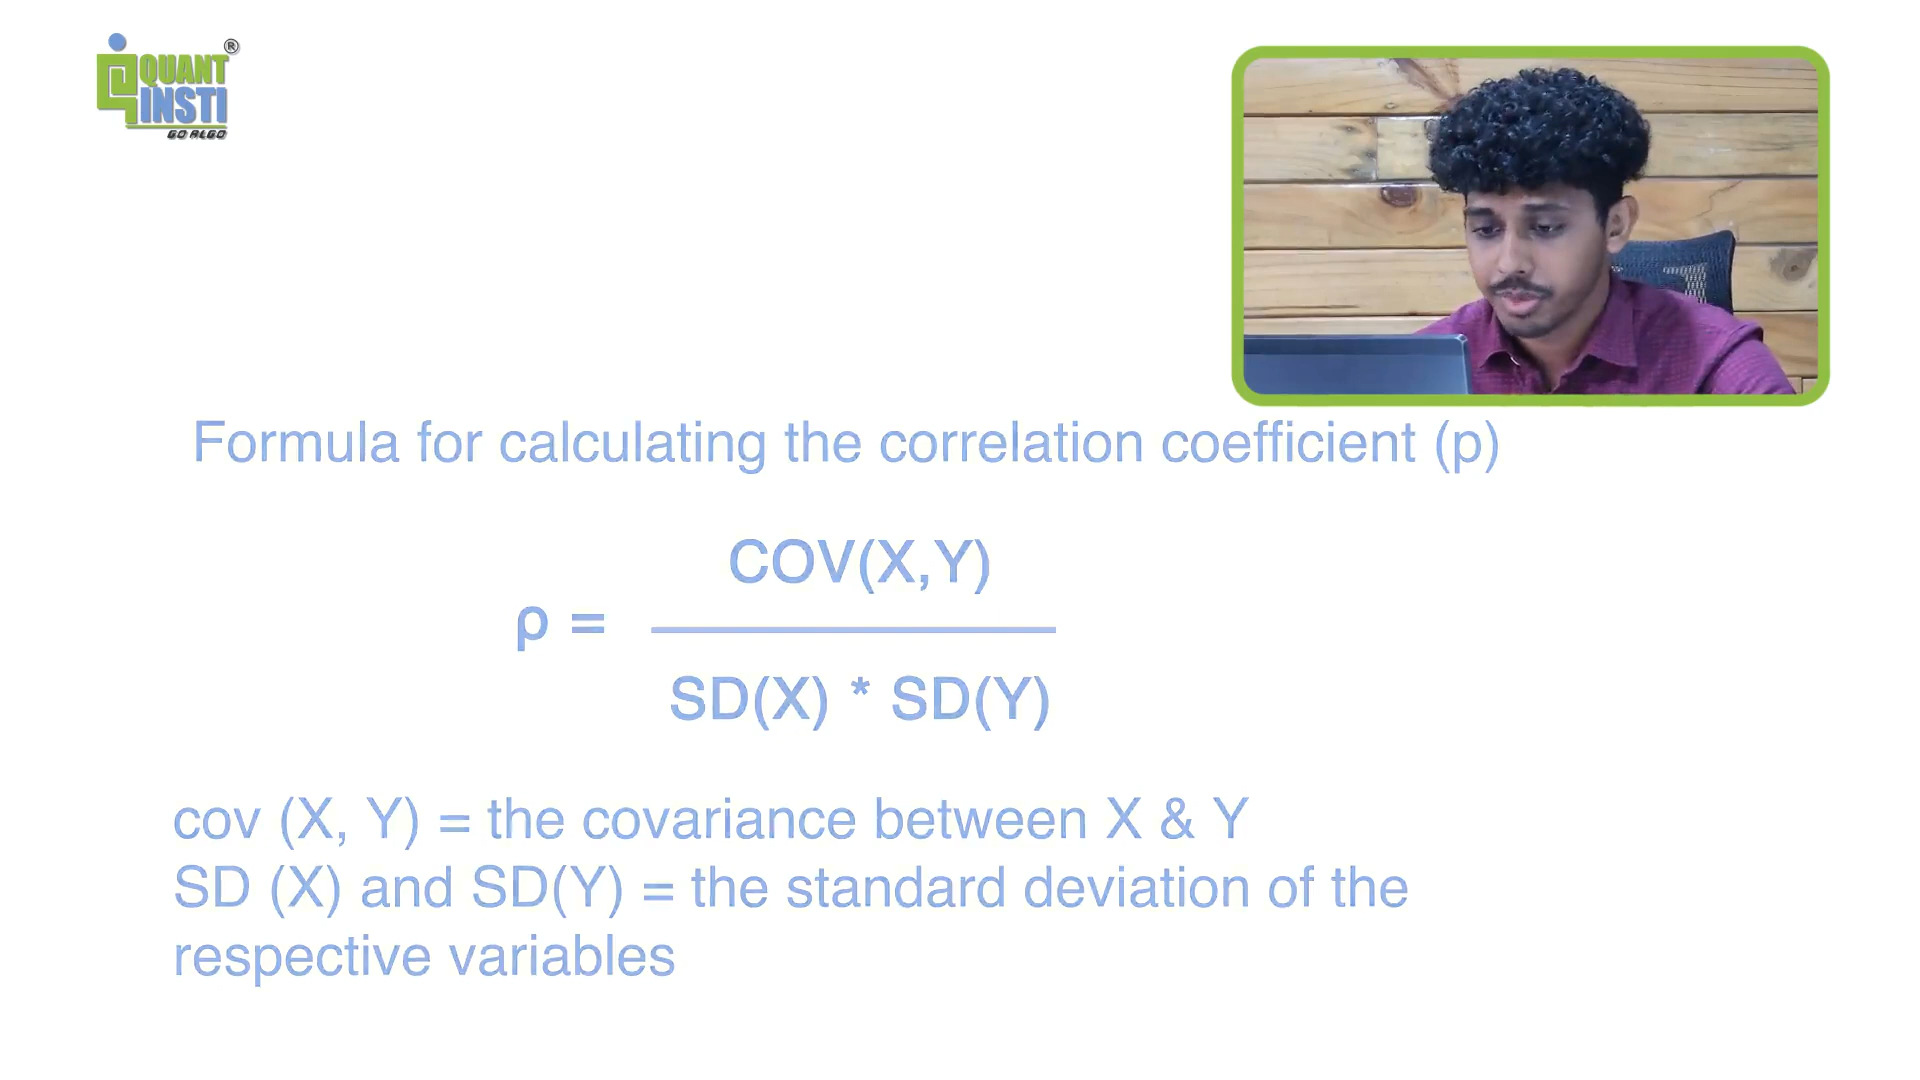 QUANT
INSTI
®
GO ALGO
Formula for calculating the correlation coefficient (p)
COV(X,Y)
ρ =
SD(X) * SD(Y)
cov (X, Y) = the covariance between X & Y
SD (X) and SD(Y) = the standard deviation of the
respective variables